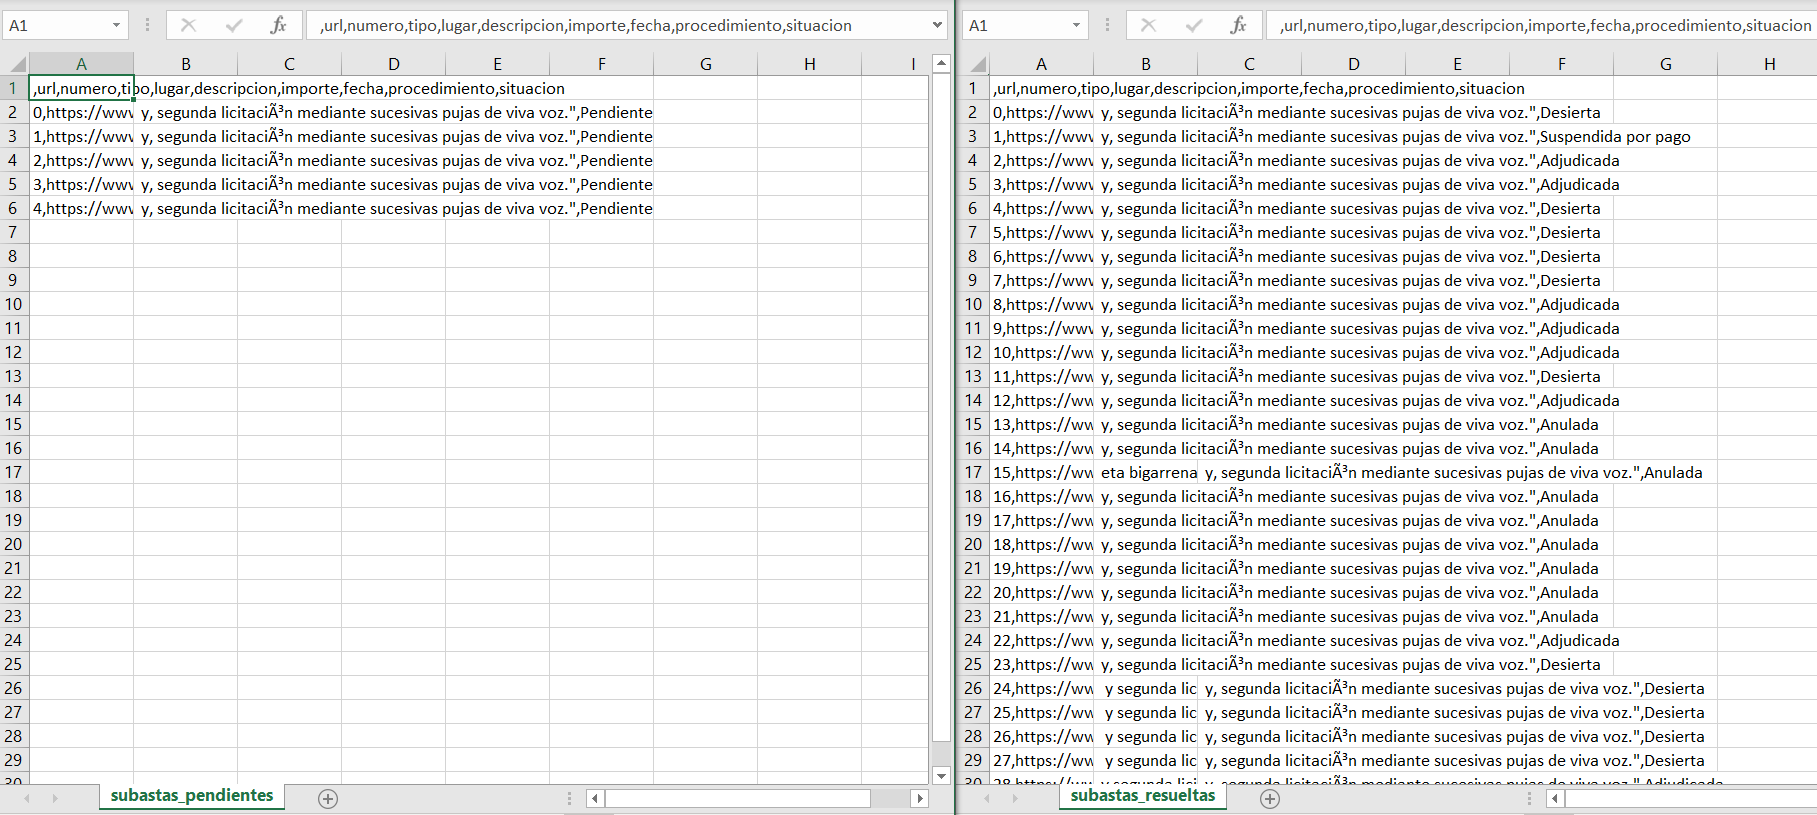 A1 fx ,url,numero,tipo,lugar,descripcion,importe,fecha,procedimiento,situacion
A B C D E F G H I
1 ,url,numero,tipo,lugar,descripcion,importe,fecha,procedimiento,situacion
2 0,https://www y, segunda licitaciÃ³n mediante sucesivas pujas de viva voz.",Pendiente
3 1,https://www y, segunda licitaciÃ³n mediante sucesivas pujas de viva voz.",Pendiente
4 2,https://www y, segunda licitaciÃ³n mediante sucesivas pujas de viva voz.",Pendiente
5 3,https://www y, segunda licitaciÃ³n mediante sucesivas pujas de viva voz.",Pendiente
6 4,https://www y, segunda licitaciÃ³n mediante sucesivas pujas de viva voz.",Pendiente
7
8
9
10
11
12
13
14
15
16
17
18
19
20
21
22
23
24
25
26
27
28
29
30
subastas_pendientes
A1 fx ,url,numero,tipo,lugar,descripcion,importe,fecha,procedimiento,situacion
A B C D E F G H
1 ,url,numero,tipo,lugar,descripcion,importe,fecha,procedimiento,situacion
2 0,https://www y, segunda licitaciÃ³n mediante sucesivas pujas de viva voz.",Desierta
3 1,https://www y, segunda licitaciÃ³n mediante sucesivas pujas de viva voz.",Suspendida por pago
4 2,https://www y, segunda licitaciÃ³n mediante sucesivas pujas de viva voz.",Adjudicada
5 3,https://www y, segunda licitaciÃ³n mediante sucesivas pujas de viva voz.",Adjudicada
6 4,https://www y, segunda licitaciÃ³n mediante sucesivas pujas de viva voz.",Desierta
7 5,https://www y, segunda licitaciÃ³n mediante sucesivas pujas de viva voz.",Desierta
8 6,https://www y, segunda licitaciÃ³n mediante sucesivas pujas de viva voz.",Desierta
9 7,https://www y, segunda licitaciÃ³n mediante sucesivas pujas de viva voz.",Desierta
10 8,https://www y, segunda licitaciÃ³n mediante sucesivas pujas de viva voz.",Adjudicada
11 9,https://www y, segunda licitaciÃ³n mediante sucesivas pujas de viva voz.",Adjudicada
12 10,https://ww y, segunda licitaciÃ³n mediante sucesivas pujas de viva voz.",Adjudicada
13 11,https://ww y, segunda licitaciÃ³n mediante sucesivas pujas de viva voz.",Desierta
14 12,https://ww y, segunda licitaciÃ³n mediante sucesivas pujas de viva voz.",Adjudicada
15 13,https://ww y, segunda licitaciÃ³n mediante sucesivas pujas de viva voz.",Anulada
16 14,https://ww y, segunda licitaciÃ³n mediante sucesivas pujas de viva voz.",Anulada
17 15,https://ww eta bigarrena y, segunda licitaciÃ³n mediante sucesivas pujas de viva voz.",Anulada
18 16,https://ww y, segunda licitaciÃ³n mediante sucesivas pujas de viva voz.",Anulada
19 17,https://ww y, segunda licitaciÃ³n mediante sucesivas pujas de viva voz.",Anulada
20 18,https://ww y, segunda licitaciÃ³n mediante sucesivas pujas de viva voz.",Anulada
21 19,https://ww y, segunda licitaciÃ³n mediante sucesivas pujas de viva voz.",Anulada
22 20,https://ww y, segunda licitaciÃ³n mediante sucesivas pujas de viva voz.",Anulada
23 21,https://ww y, segunda licitaciÃ³n mediante sucesivas pujas de viva voz.",Anulada
24 22,https://ww y, segunda licitaciÃ³n mediante sucesivas pujas de viva voz.",Adjudicada
25 23,https://ww y, segunda licitaciÃ³n mediante sucesivas pujas de viva voz.",Desierta
26 24,https://ww y segunda lic y, segunda licitaciÃ³n mediante sucesivas pujas de viva voz.",Desierta
27 25,https://ww y segunda lic y, segunda licitaciÃ³n mediante sucesivas pujas de viva voz.",Desierta
28 26,https://ww y segunda lic y, segunda licitaciÃ³n mediante sucesivas pujas de viva voz.",Desierta
29 27,https://ww y segunda lic y, segunda licitaciÃ³n mediante sucesivas pujas de viva voz.",Desierta
30 28,https://ww y segunda lici y, segunda licitaciÃ³n mediante sucesivas pujas de viva voz.",Adjudicada
subastas_resueltas